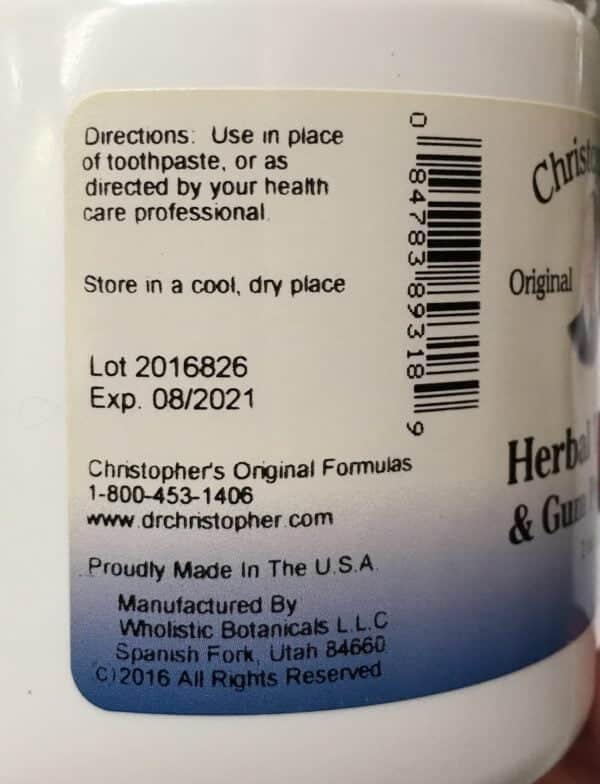 Directions: Use in place
of toothpaste, or as
directed by your health
care professional.
Store in a cool, dry place
Lot 2016826
Exp. 08/2021
Christopher's Original Formulas
1-800-453-1406
www.drchristopher.com
Proudly Made In The U.S.A.
Manufactured By
Wholistic Botanicals L.L.C
Spanish Fork, Utah 84660
C)2016 All Rights Reserved
0 84783 89318 9
Original
&